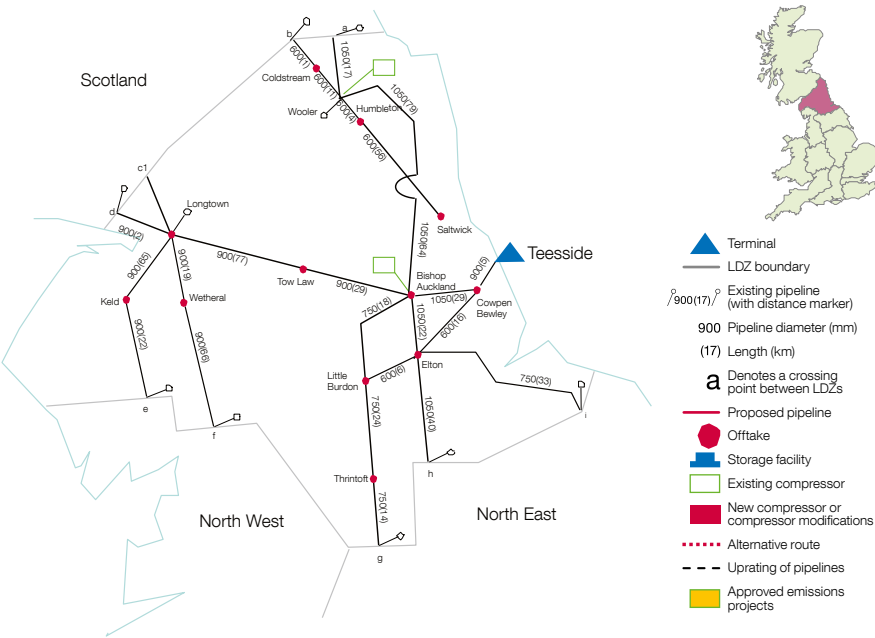 a
b
600(1)
1050(17)
Scotland
Coldstream
600(11)
1050(79)
Wooler
600(4)
Humbleton
600(56)
c1
Longtown
d
900(2)
Saltwick
1050(64)
900(77)
900(65)
900(19)
Teesside
900(5)
Tow Law
900(29)
Bishop
Auckland
1050(29)
Cowpen
Bewley
Keld
Wetheral
750(18)
1050(22)
600(16)
900(22)
900(66)
Elton
Little
Burdon
600(6)
750(33)
e
750(24)
1050(40)
i
f
h
Thrintoft
750(14)
North West
North East
g
Terminal
LDZ boundary
900(17)
Existing pipeline
(with distance marker)
900 Pipeline diameter (mm)
(17) Length (km)
a Denotes a crossing
point between LDZs
Proposed pipeline
Offtake
Storage facility
Existing compressor
New compressor or
compressor modifications
Alternative route
Uprating of pipelines
Approved emissions
projects